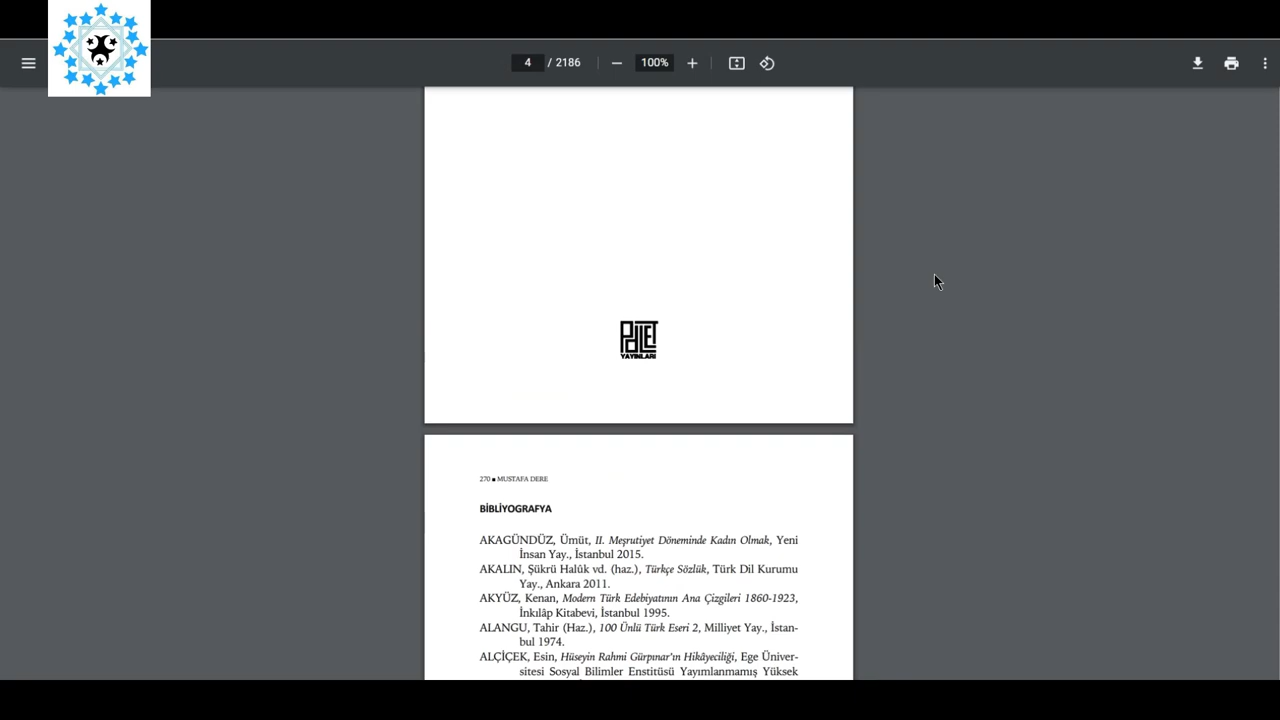 4 / 2186
100%
PALET
YAYINLARI
270 ■ MUSTAFA DERE
BİBLİYOGRAFYA
AKAGÜNDÜZ, Ümüt, II. Meşrutiyet Döneminde Kadın Olmak, Yeni
İnsan Yay., İstanbul 2015.
AKALIN, Şükrü Halûk vd. (haz.), Türkçe Sözlük, Türk Dil Kurumu
Yay., Ankara 2011.
AKYÜZ, Kenan, Modern Türk Edebiyatının Ana Çizgileri 1860-1923,
İnkılâp Kitabevi, İstanbul 1995.
ALANGU, Tahir (Haz.), 100 Ünlü Türk Eseri 2, Milliyet Yay., İstan-
bul 1974.
ALÇİÇEK, Esin, Hüseyin Rahmi Gürpınar'ın Hikâyeciliği, Ege Üniver-
sitesi Sosyal Bilimler Enstitüsü Yayımlanmamış Yüksek